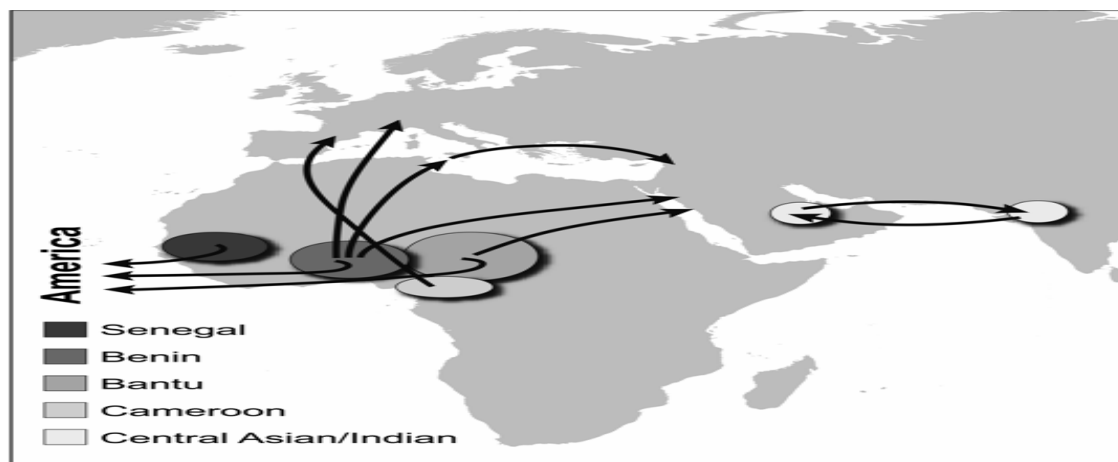 America
Senegal
Benin
Bantu
Cameroon
Central Asian/Indian